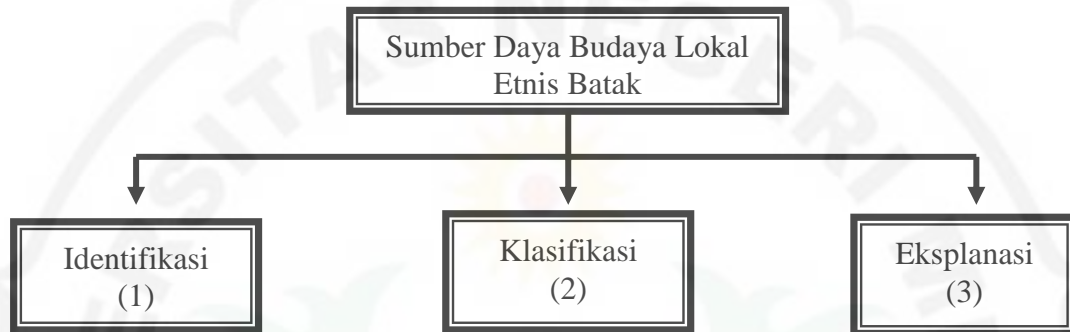 Sumber Daya Budaya Lokal
Etnis Batak
Identifikasi
(1)
Klasifikasi
(2)
Eksplanasi
(3)